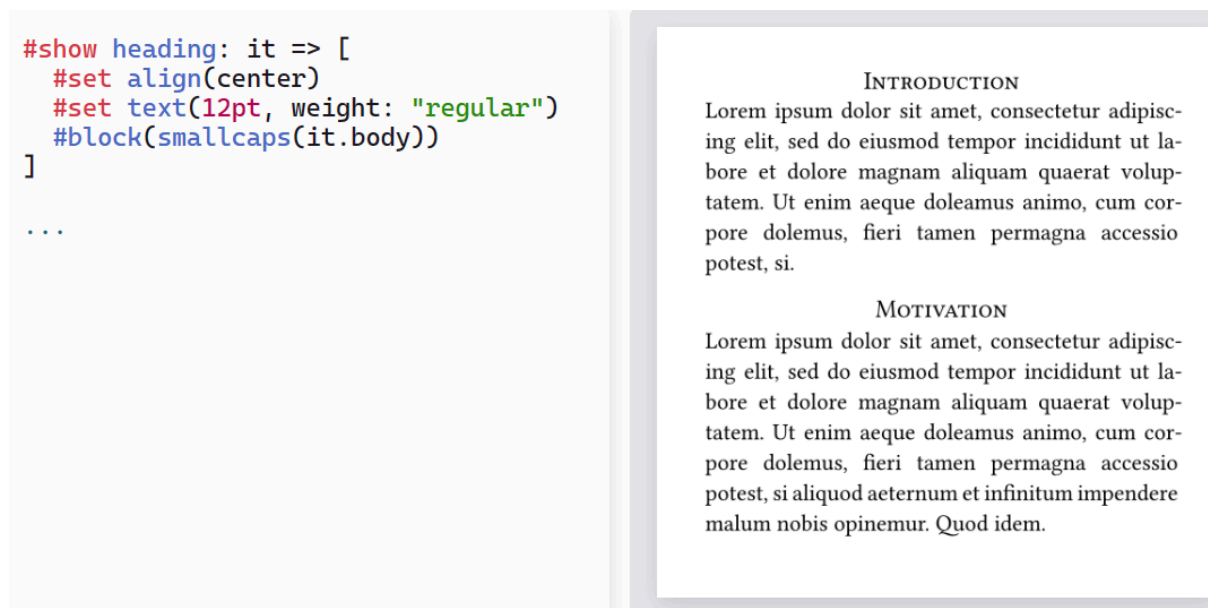 #show heading: it => [
  #set align(center)
  #set text(12pt, weight: "regular")
  #block(smallcaps(it.body))
]
...
Introduction
Lorem ipsum dolor sit amet, consectetur adipisc-
ing elit, sed do eiusmod tempor incididunt ut la-
bore et dolore magnam aliquam quaerat volup-
tatem. Ut enim aeque doleamus animo, cum cor-
pore dolemus, fieri tamen permagna accessio
potest, si.
Motivation
Lorem ipsum dolor sit amet, consectetur adipisc-
ing elit, sed do eiusmod tempor incididunt ut la-
bore et dolore magnam aliquam quaerat volup-
tatem. Ut enim aeque doleamus animo, cum cor-
pore dolemus, fieri tamen permagna accessio
potest, si aliquod aeternum et infinitum impendere
malum nobis opinemur. Quod idem.